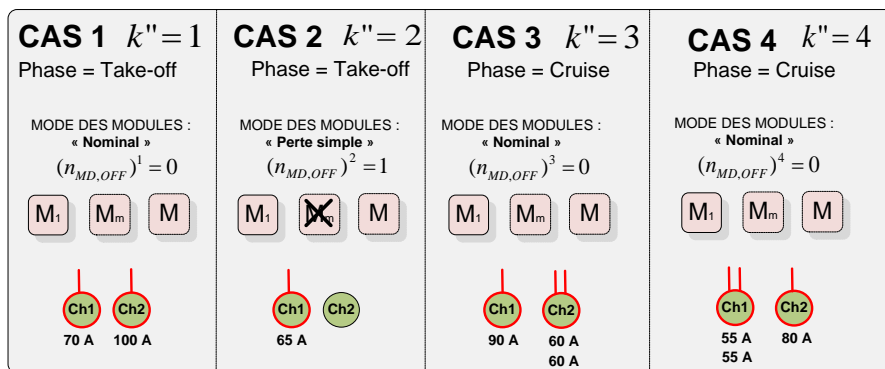 CAS 1 k"=1
Phase = Take-off
MODE DES MODULES :
« Nominal »
(n_MD,OFF)^1 = 0
M1 Mm M
Ch1 Ch2
70 A 100 A
CAS 2 k"=2
Phase = Take-off
MODE DES MODULES :
« Perte simple »
(n_MD,OFF)^2 = 1
M1 Mm M
Ch1 Ch2
65 A
CAS 3 k"=3
Phase = Cruise
MODE DES MODULES :
« Nominal »
(n_MD,OFF)^3 = 0
M1 Mm M
Ch1 Ch2
90 A 60 A
60 A
CAS 4 k"=4
Phase = Cruise
MODE DES MODULES :
« Nominal »
(n_MD,OFF)^4 = 0
M1 Mm M
Ch1 Ch2
55 A 80 A
55 A